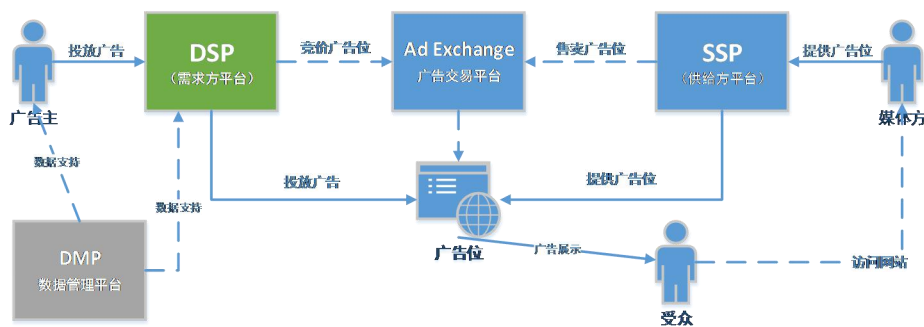 投放广告
DSP
(需求方平台)
竞价广告位
Ad Exchange
广告交易平台
售卖广告位
SSP
(供给方平台)
提供广告位
广告主
媒体方
数据支持
投放广告
提供广告位
数据支持
DMP
数据管理平台
广告位
广告展示
访问网站
受众